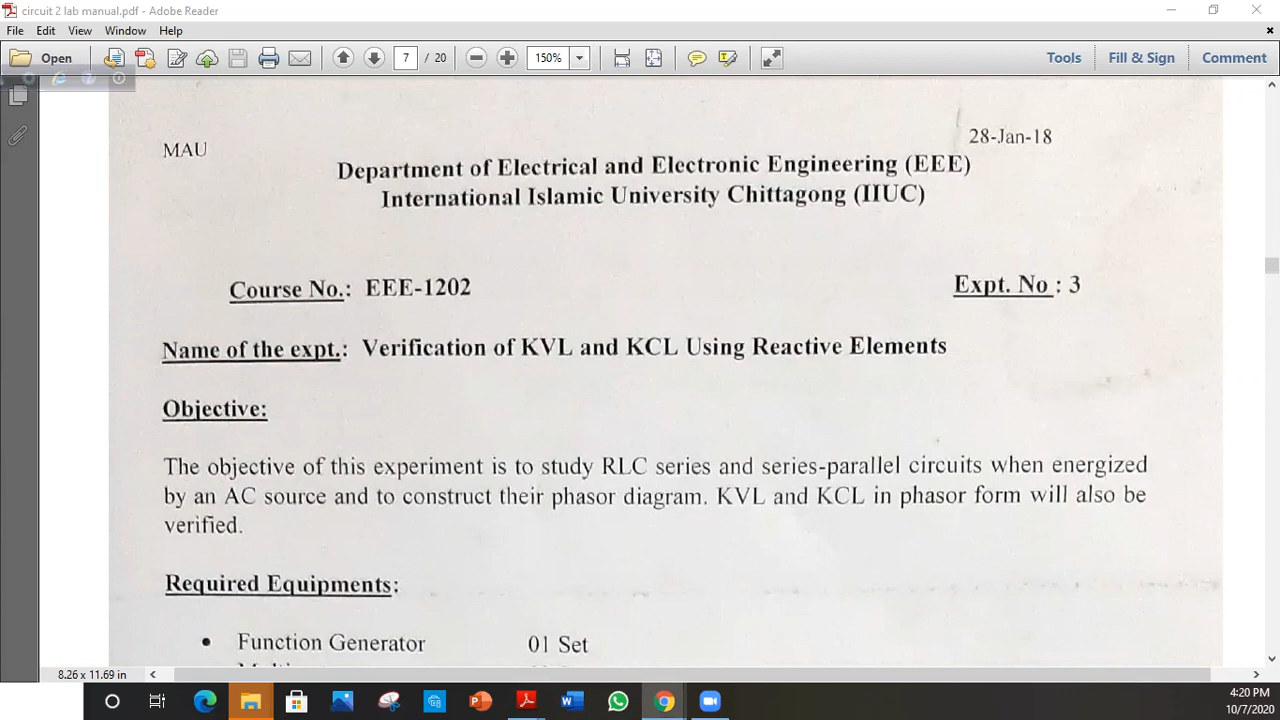 circuit 2 lab manual.pdf - Adobe Reader
File Edit View Window Help
Open 7 / 20 150% Tools Fill & Sign Comment
MAU 28-Jan-18
Department of Electrical and Electronic Engineering (EEE)
International Islamic University Chittagong (IIUC)
Course No.: EEE-1202 Expt. No : 3
Name of the expt.: Verification of KVL and KCL Using Reactive Elements
Objective:
The objective of this experiment is to study RLC series and series-parallel circuits when energized
by an AC source and to construct their phasor diagram. KVL and KCL in phasor form will also be
verified.
Required Equipments:
• Function Generator 01 Set
8.26 x 11.69 in
4:20 PM
10/7/2020